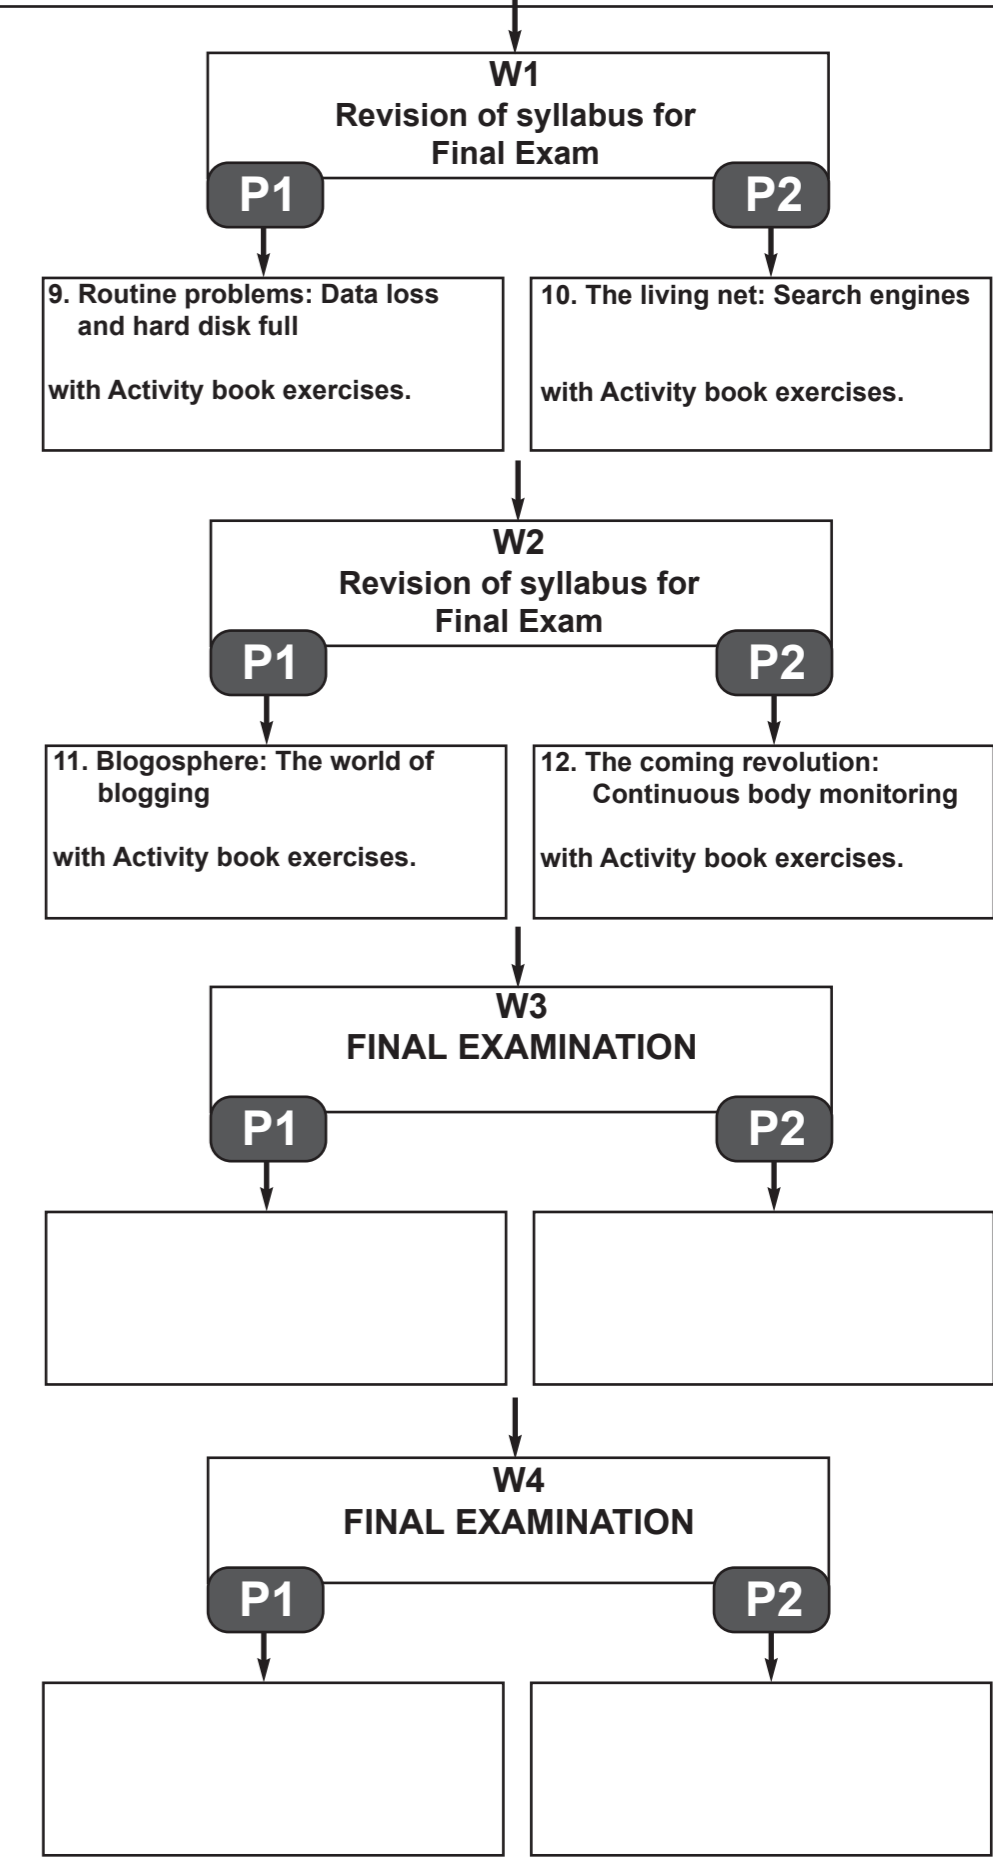 W1
Revision of syllabus for
Final Exam
P1
P2
9. Routine problems: Data loss
and hard disk full
with Activity book exercises.
10. The living net: Search engines
with Activity book exercises.
W2
Revision of syllabus for
Final Exam
P1
P2
11. Blogosphere: The world of
blogging
with Activity book exercises.
12. The coming revolution:
Continuous body monitoring
with Activity book exercises.
W3
FINAL EXAMINATION
P1
P2
W4
FINAL EXAMINATION
P1
P2